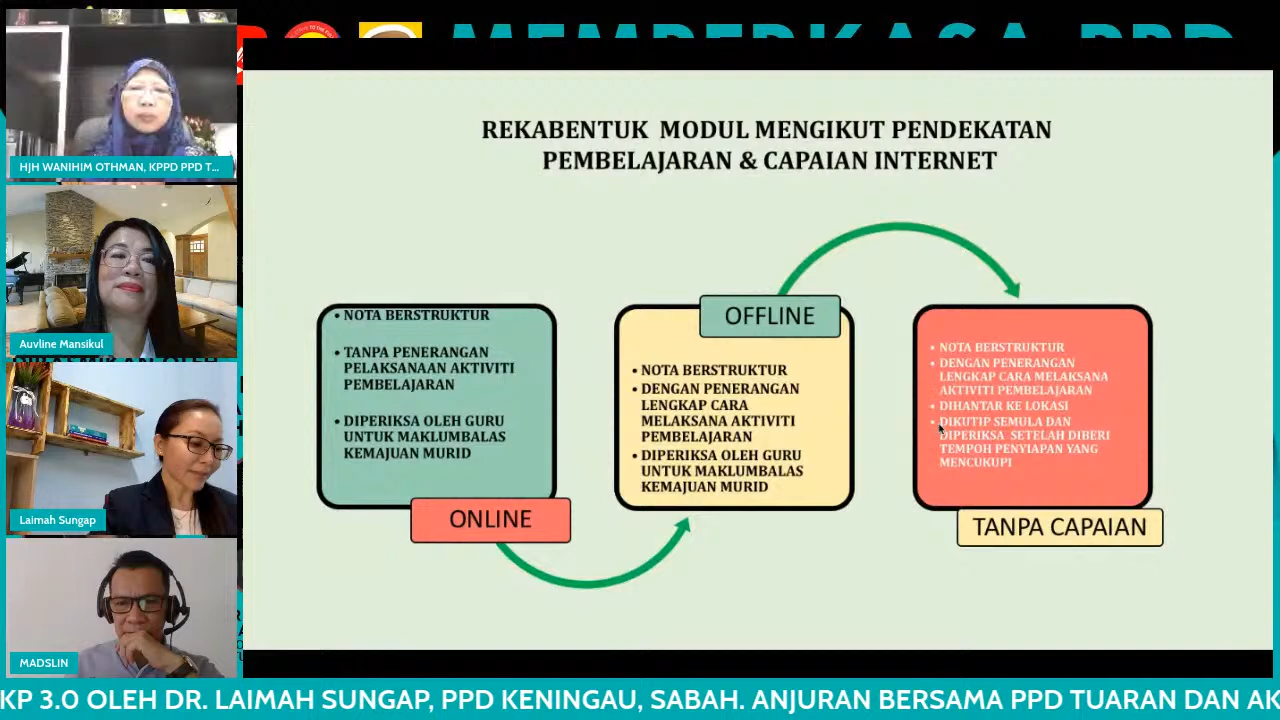 MEMPERKASA PPD
HJH WANIHIM OTHMAN, KPPD PPD T...
Auvline Mansikul
Laimah Sungap
MADSLIN
REKABENTUK MODUL MENGIKUT PENDEKATAN
PEMBELAJARAN & CAPAIAN INTERNET
• NOTA BERSTRUKTUR
• TANPA PENERANGAN
PELAKSANAAN AKTIVITI
PEMBELAJARAN
• DIPERIKSA OLEH GURU
UNTUK MAKLUMBALAS
KEMAJUAN MURID
ONLINE
OFFLINE
• NOTA BERSTRUKTUR
• DENGAN PENERANGAN
LENGKAP CARA
MELAKSANA AKTIVITI
PEMBELAJARAN
• DIPERIKSA OLEH GURU
UNTUK MAKLUMBALAS
KEMAJUAN MURID
• NOTA BERSTRUKTUR
• DENGAN PENERANGAN
LENGKAP CARA MELAKSANA
AKTIVITI PEMBELAJARAN
• DIHANTAR KE LOKASI
• DIKUTIP SEMULA DAN
DIPERIKSA SETELAH DIBERI
TEMPOH PENYIAPAN YANG
MENCUKUPI
TANPA CAPAIAN
KP 3.0 OLEH DR. LAIMAH SUNGAP, PPD KENINGAU, SABAH. ANJURAN BERSAMA PPD TUARAN DAN AK